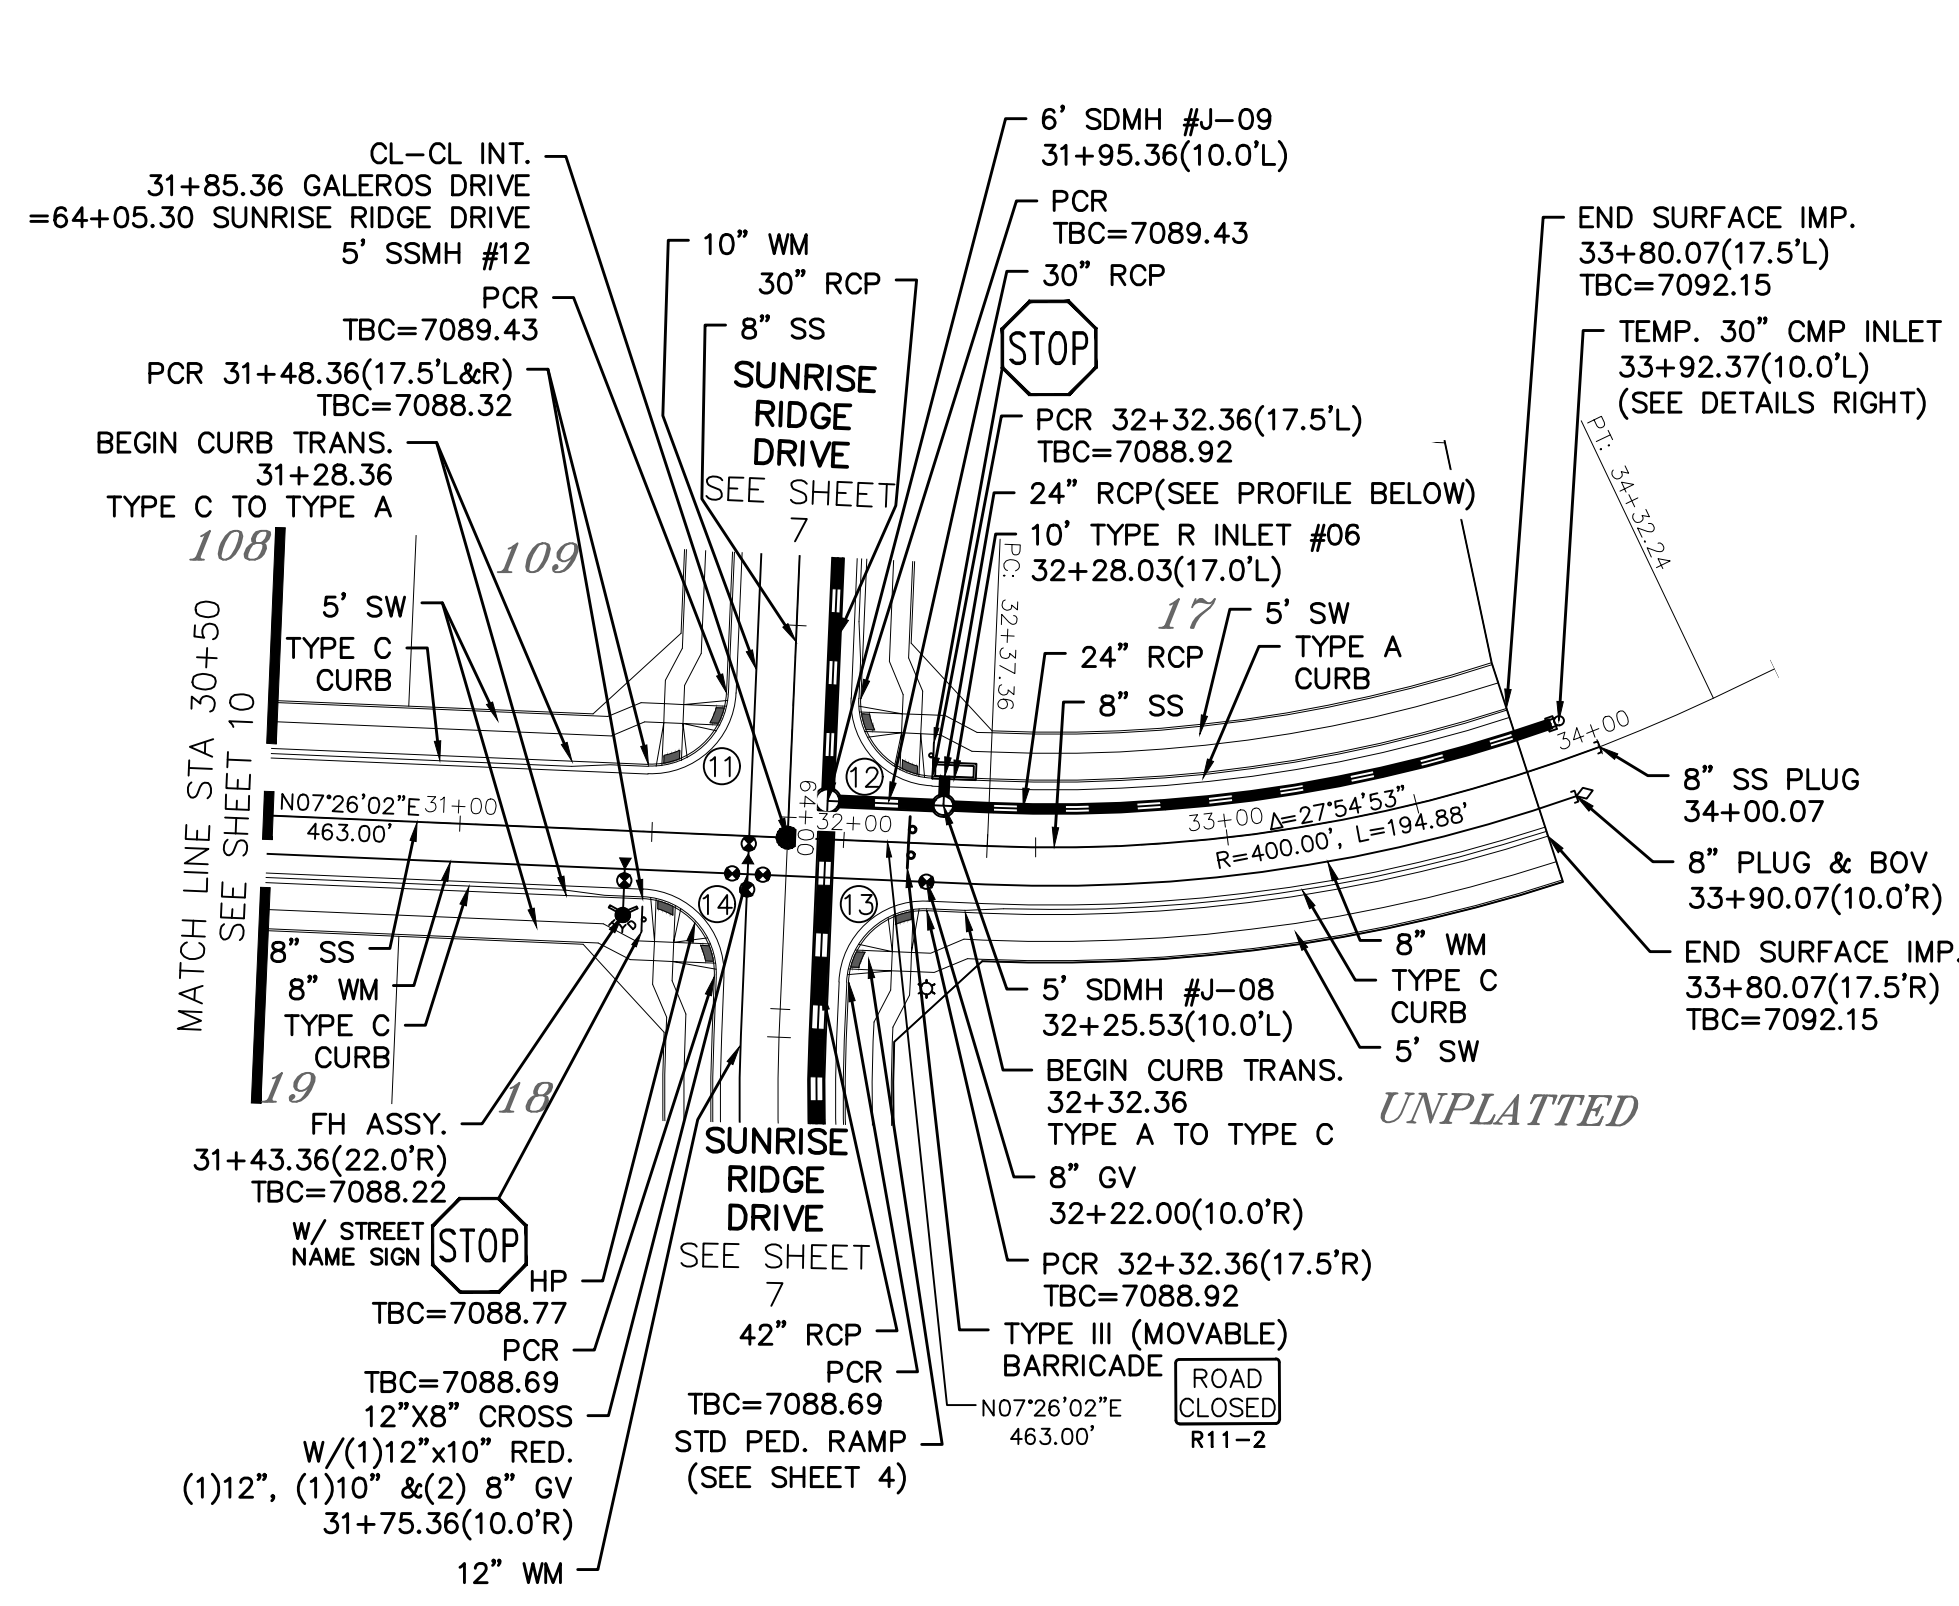 6' SDMH #J-09
31+95.36(10.0'L)
CL-CL INT.
31+85.36 GALEROS DRIVE
=64+05.30 SUNRISE RIDGE DRIVE
5' SSMH #12
PCR
TBC=7089.43
PCR 31+48.36(17.5'L&R)
TBC=7088.32
BEGIN CURB TRANS.
31+28.36
TYPE C TO TYPE A
10" WM
30" RCP
8" SS
SUNRISE
RIDGE
DRIVE
SEE SHEET
7
PCR
TBC=7089.43
30" RCP
STOP
PCR 32+32.36(17.5'L)
TBC=7088.92
24" RCP(SEE PROFILE BELOW)
10' TYPE R INLET #06
32+28.03(17.0'L)
END SURFACE IMP.
33+80.07(17.5'L)
TBC=7092.15
TEMP. 30" CMP INLET
33+92.37(10.0'L)
(SEE DETAILS RIGHT)
PT: 34+32.24
PC: 32+37.36
108
109
17
5' SW
TYPE C
CURB
5' SW
TYPE A
CURB
24" RCP
8" SS
MATCH LINE STA 30+50
SEE SHEET 10
N07°26'02"E
463.00'
31+00
11
12
64+00
32+00
33+00
34+00
Δ=27°54'53"
R=400.00', L=194.88'
8" SS PLUG
34+00.07
8" PLUG & BOV
33+90.07(10.0'R)
14
13
8" SS
8" WM
TYPE C
CURB
HYD
8" WM
TYPE C
CURB
5' SW
END SURFACE IMP.
33+80.07(17.5'R)
TBC=7092.15
5' SDMH #J-08
32+25.53(10.0'L)
BEGIN CURB TRANS.
32+32.36
TYPE A TO TYPE C
UNPLATTED
19
18
FH ASSY.
31+43.36(22.0'R)
TBC=7088.22
W/ STREET
NAME SIGN
STOP
SUNRISE
RIDGE
DRIVE
SEE SHEET
7
8" GV
32+22.00(10.0'R)
PCR 32+32.36(17.5'R)
TBC=7088.92
HP
TBC=7088.77
PCR
TBC=7088.69
12"X8" CROSS
W/(1)12"x10" RED.
(1)12", (1)10" &(2) 8" GV
31+75.36(10.0'R)
12" WM
42" RCP
PCR
TBC=7088.69
STD PED. RAMP
(SEE SHEET 4)
TYPE III (MOVABLE)
BARRICADE
N07°26'02"E
463.00'
ROAD
CLOSED
R11-2